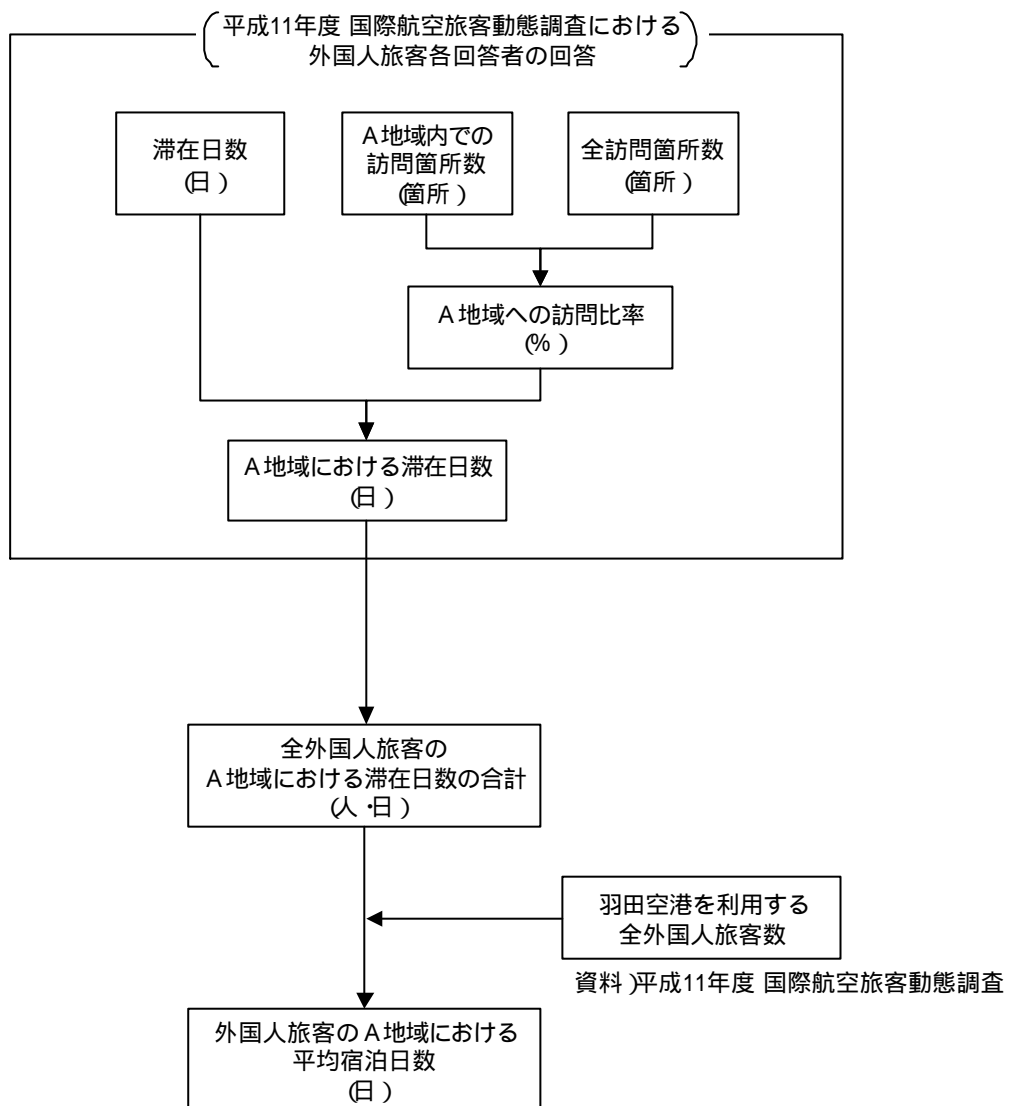 平成11年度 国際航空旅客動態調査における
外国人旅客各回答者の回答
滞在日数
(日)
A地域内での
訪問箇所数
(箇所)
全訪問箇所数
(箇所)
A地域への訪問比率
(%)
A地域における滞在日数
(日)
全外国人旅客の
A地域における滞在日数の合計
(人・日)
羽田空港を利用する
全外国人旅客数
資料)平成11年度 国際航空旅客動態調査
外国人旅客のA地域における
平均宿泊日数
(日)